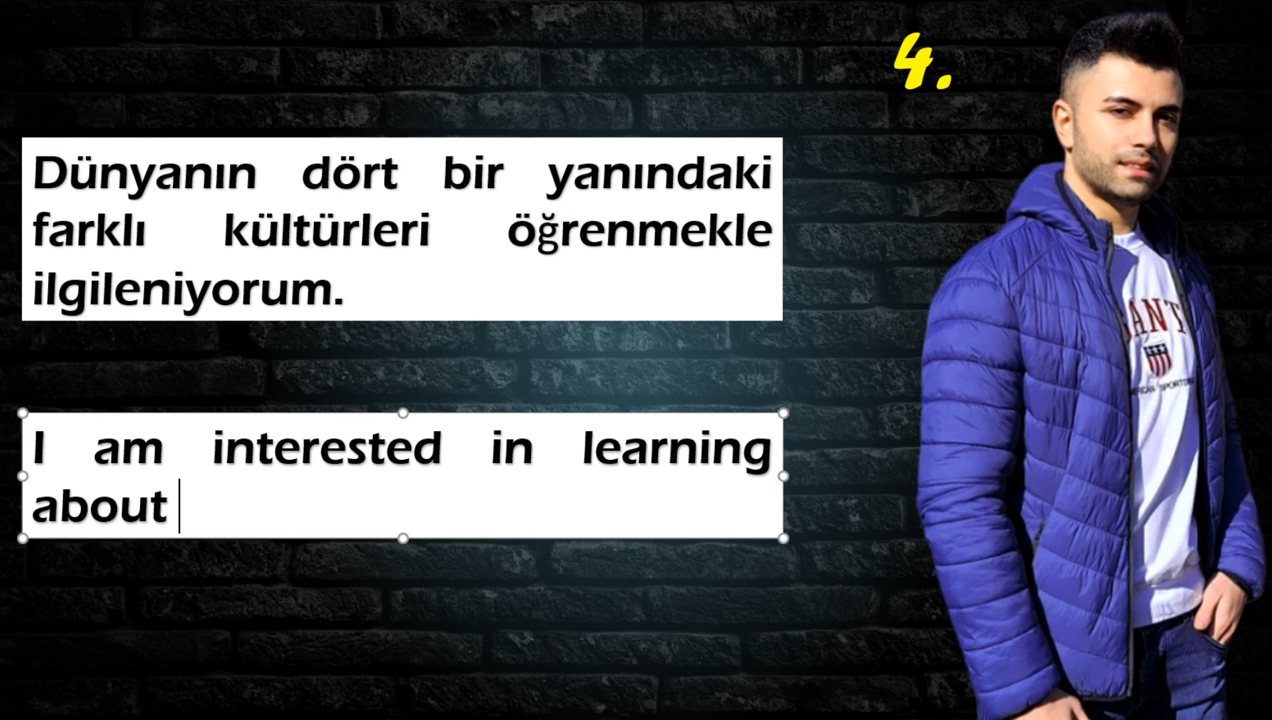 4.
Dünyanın dört bir yanındaki
farklı kültürleri öğrenmekle
ilgileniyorum.
I am interested in learning
about